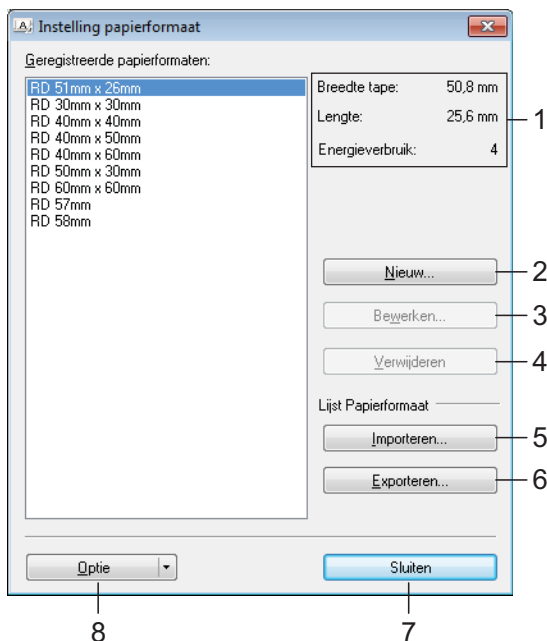 Instelling papierformaat
Geregistreerde papierformaten:
RD 51mm x 26mm
RD 30mm x 30mm
RD 40mm x 40mm
RD 40mm x 50mm
RD 40mm x 60mm
RD 50mm x 30mm
RD 60mm x 60mm
RD 57mm
RD 58mm
Breedte tape: 50,8 mm
Lengte: 25,6 mm
Energieverbruik: 4
1
Nieuw... 2
Bewerken... 3
Verwijderen 4
Lijst Papierformaat
Importeren... 5
Exporteren... 6
Optie
Sluiten
8
7